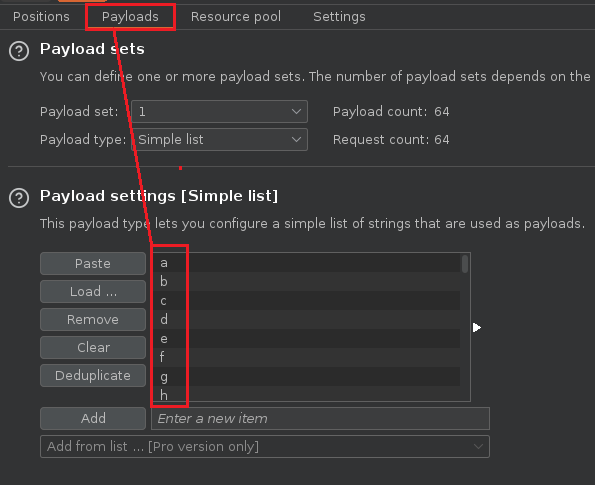 Positions Payloads Resource pool Settings
Payload sets
You can define one or more payload sets. The number of payload sets depends on the
Payload set: 1 Payload count: 64
Payload type: Simple list Request count: 64
Payload settings [Simple list]
This payload type lets you configure a simple list of strings that are used as payloads.
Paste
Load ...
Remove
Clear
Deduplicate
a
b
c
d
e
f
g
h
Add Enter a new item
Add from list ... [Pro version only]